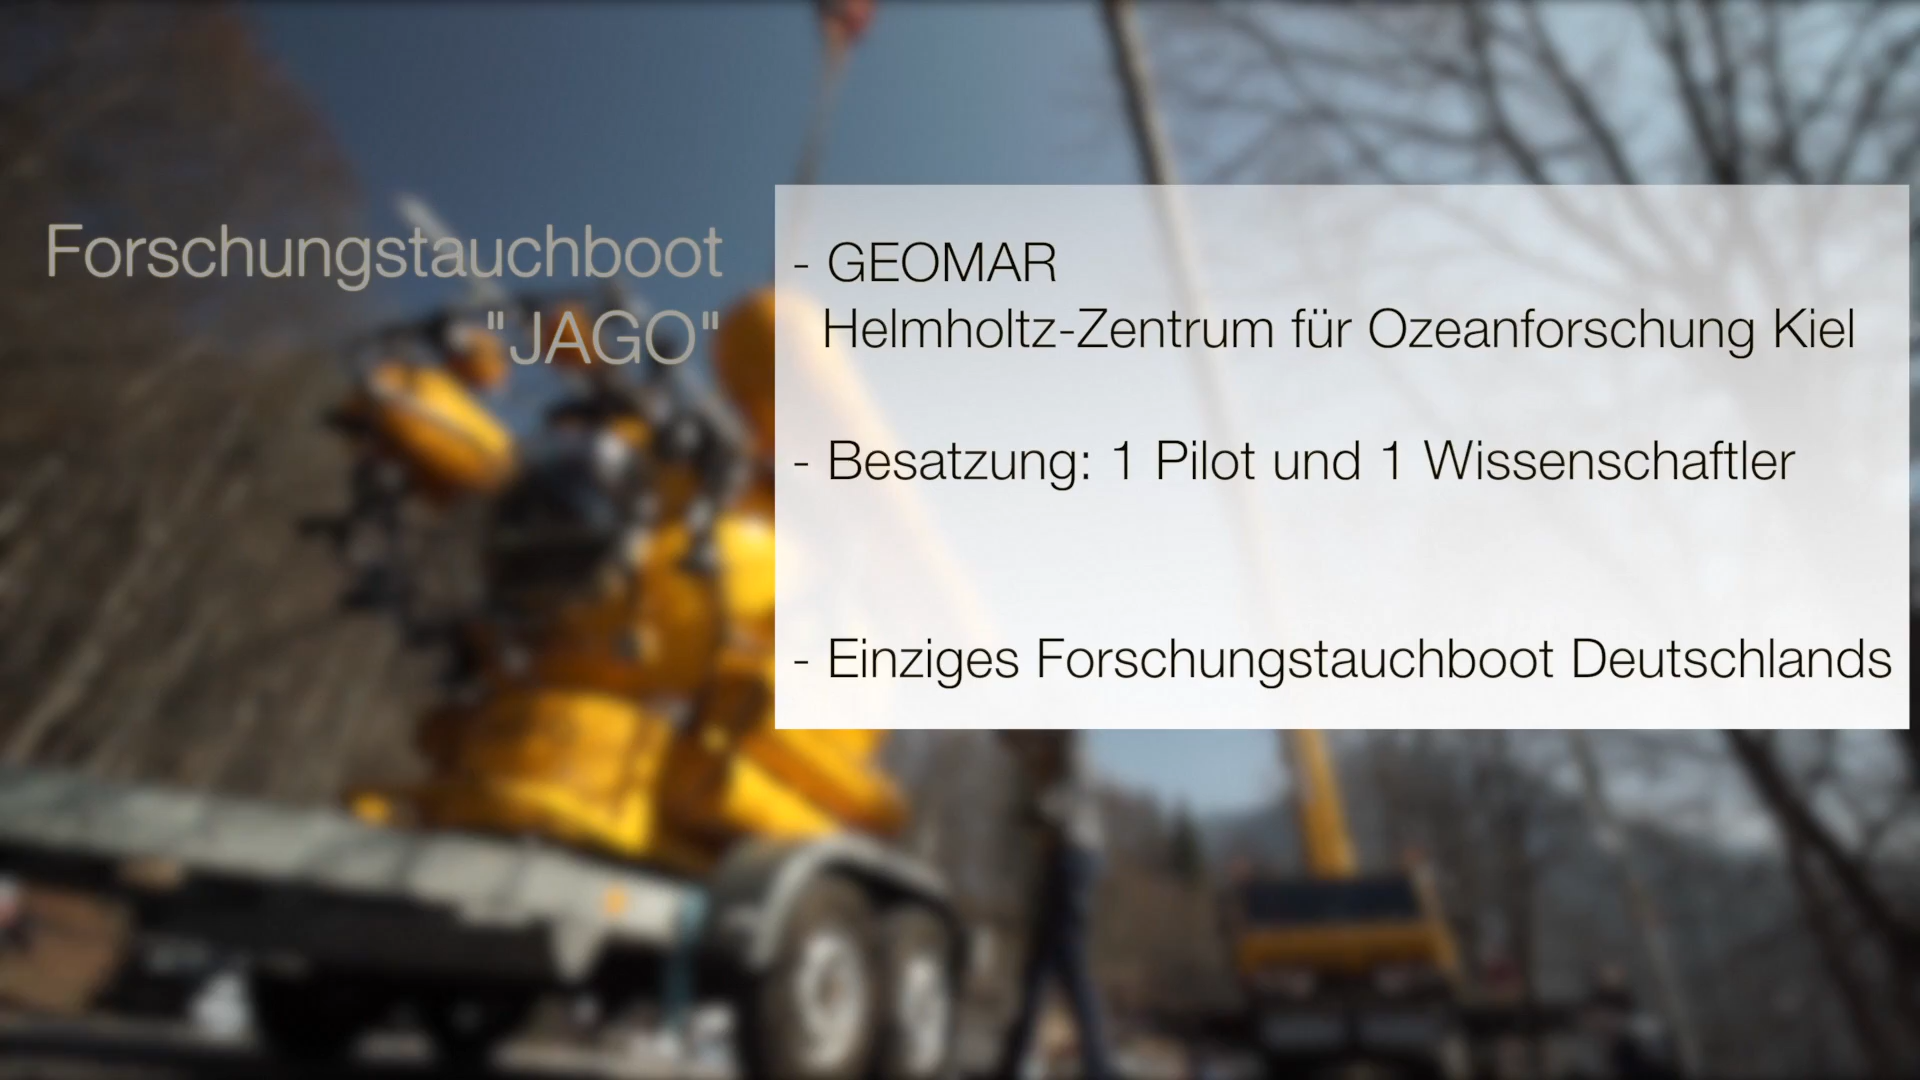 Forschungstauchboot
"JAGO"
- GEOMAR
Helmholtz-Zentrum für Ozeanforschung Kiel
- Besatzung: 1 Pilot und 1 Wissenschaftler
- Einziges Forschungstauchboot Deutschlands